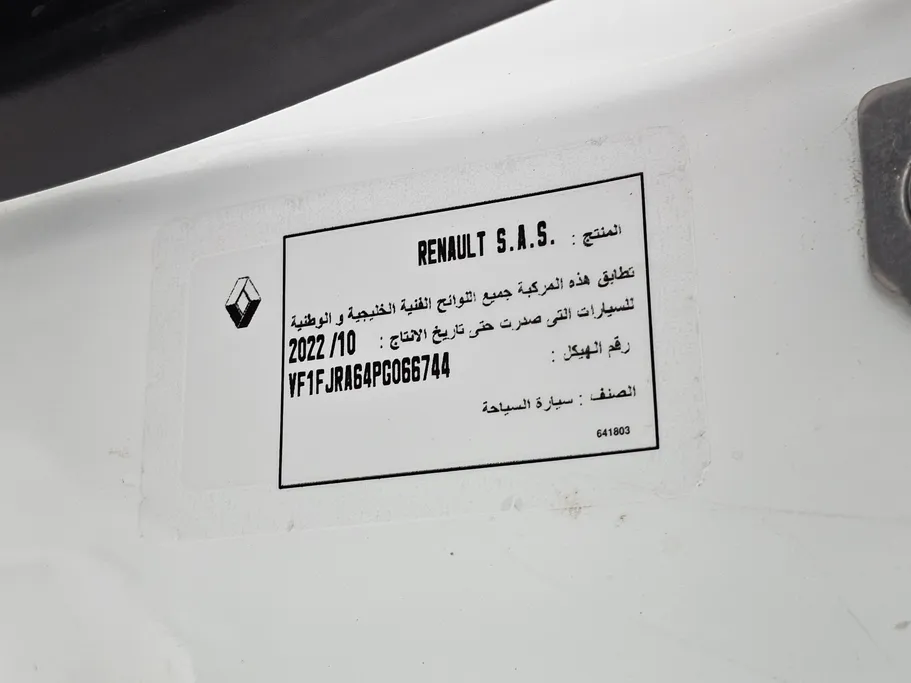 المنتج : RENAULT S.A.S.
تطابق هذه المركبة جميع اللوائح الفنية الخليجية و الوطنية
للسيارات التى صدرت حتى تاريخ الانتاج : 2022 /10
رقم الهيكل : VF1FJRA64PG066744
الصنف : سيارة السياحة
641803